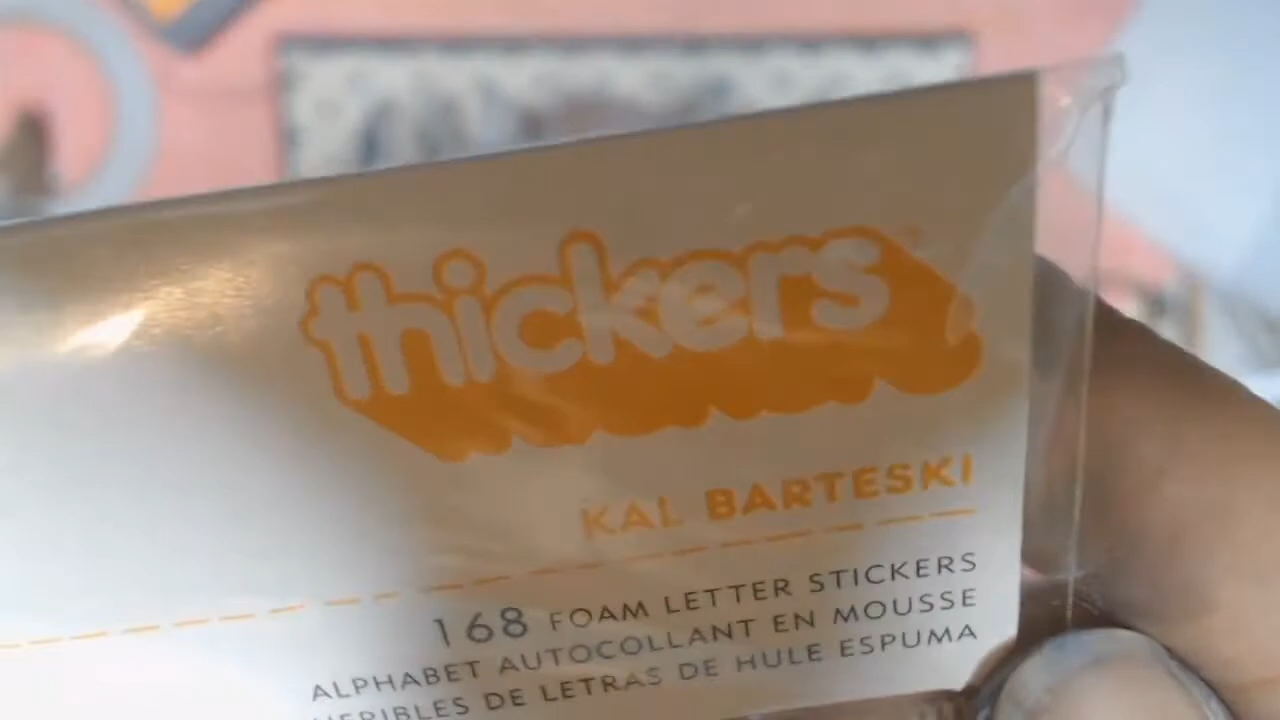 thickers
KAL BARTESKI
168 FOAM LETTER STICKERS
ALPHABET AUTOCOLLANT EN MOUSSE
DE LETRAS DE HULE ESPUMA